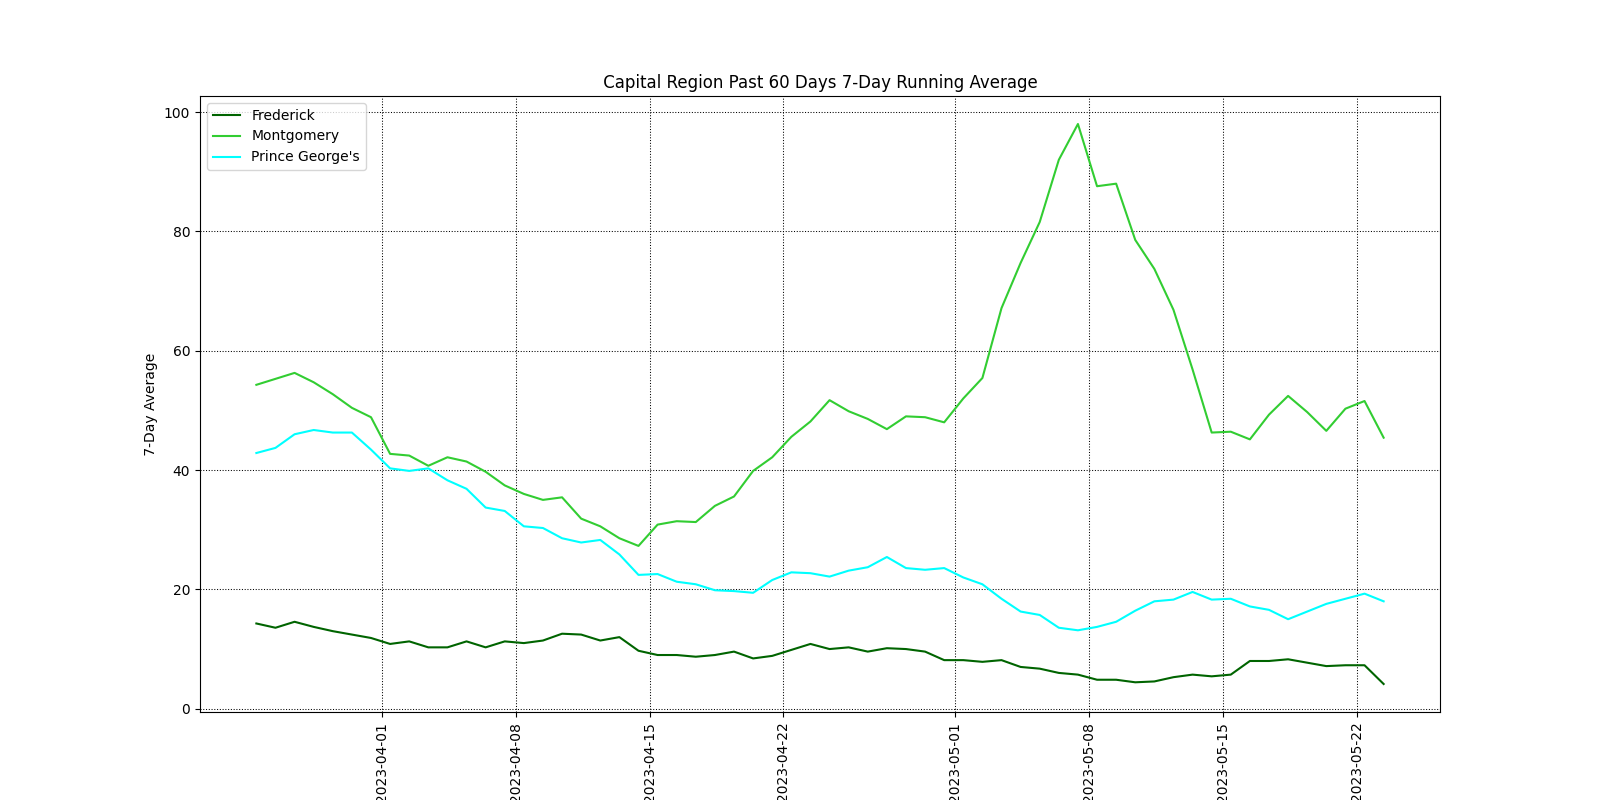 Capital Region Past 60 Days 7-Day Running Average
Frederick
Montgomery
Prince George's
7-Day Average
100
80
60
40
20
0
2023-04-01
2023-04-08
2023-04-15
2023-04-22
2023-05-01
2023-05-08
2023-05-15
2023-05-22